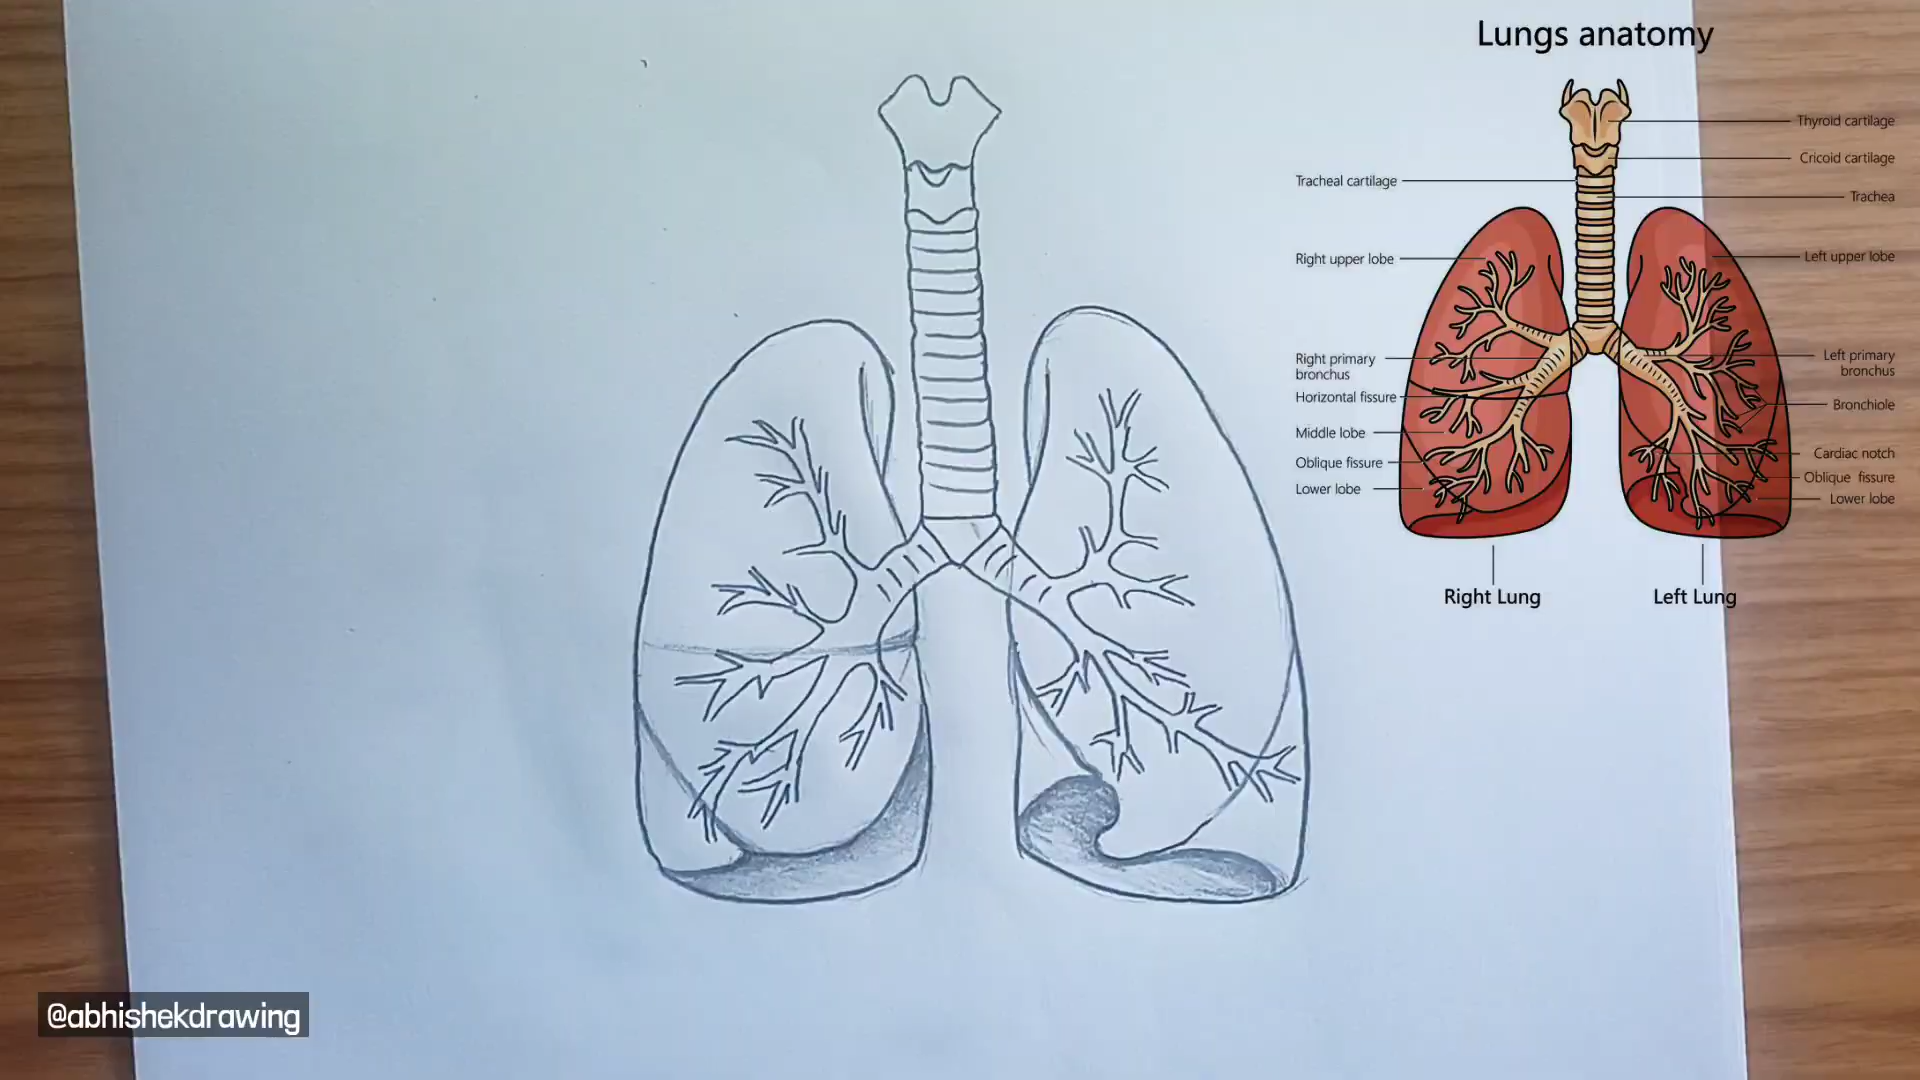 Lungs anatomy
Thyroid cartilage
Cricoid cartilage
Tracheal cartilage
Trachea
Right upper lobe
Left upper lobe
Right primary
bronchus
Left primary
bronchus
Horizontal fissure
Bronchiole
Middle lobe
Cardiac notch
Oblique fissure
Oblique fissure
Lower lobe
Lower lobe
Right Lung
Left Lung
@abhishekdrawing